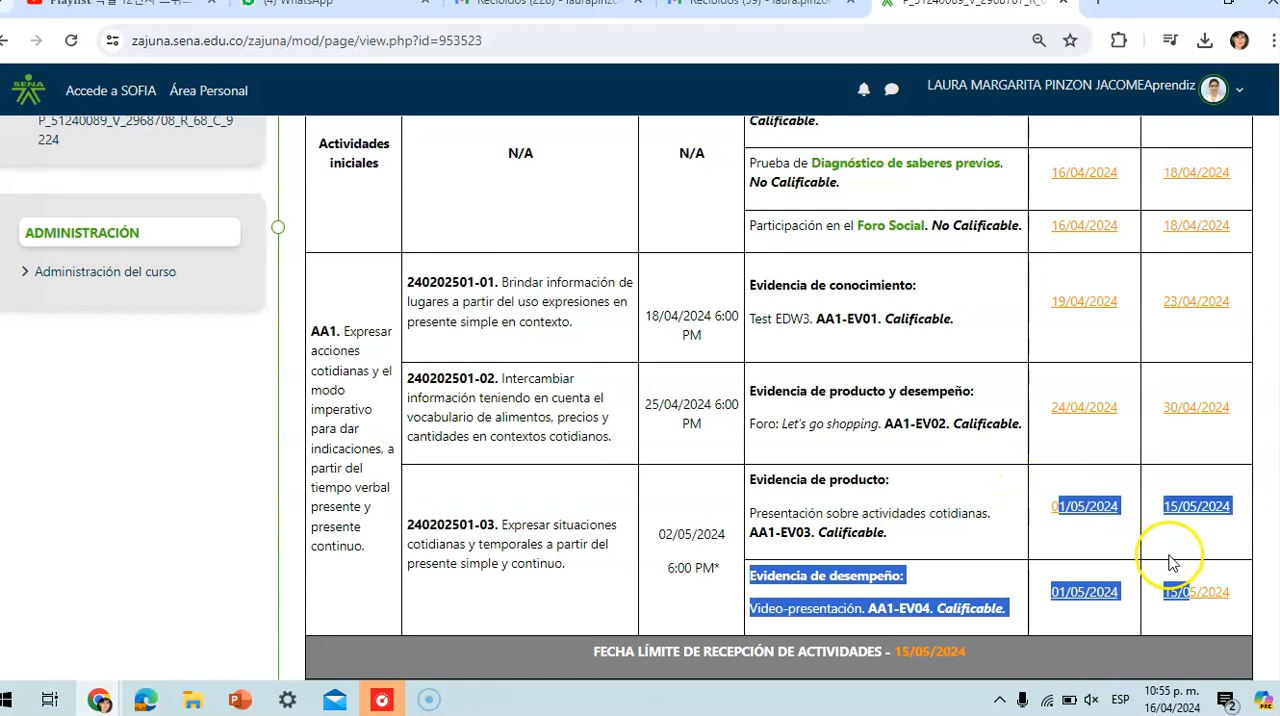 (4) WhatsApp
zajuna.sena.edu.co/zajuna/mod/page/view.php?id=953523
SENA
Accede a SOFIA
Área Personal
LAURA MARGARITA PINZON JACOMEAprendiz
P_51240089_V_2968708_R_68_C_9
224
ADMINISTRACIÓN
Administración del curso
Actividades
iniciales
N/A
N/A
Calificable.
Prueba de Diagnóstico de saberes previos.
No Calificable.
16/04/2024
18/04/2024
Participación en el Foro Social. No Calificable.
16/04/2024
18/04/2024
AA1. Expresar
acciones
cotidianas y el
modo
imperativo
para dar
indicaciones, a
partir del
tiempo verbal
presente y
presente
continuo.
240202501-01. Brindar información de
lugares a partir del uso expresiones en
presente simple en contexto.
18/04/2024 6:00
PM
Evidencia de conocimiento:
Test EDW3. AA1-EV01. Calificable.
19/04/2024
23/04/2024
240202501-02. Intercambiar
información teniendo en cuenta el
vocabulario de alimentos, precios y
cantidades en contextos cotidianos.
25/04/2024 6:00
PM
Evidencia de producto y desempeño:
Foro: Let's go shopping. AA1-EV02. Calificable.
24/04/2024
30/04/2024
240202501-03. Expresar situaciones
cotidianas y temporales a partir del
presente simple y continuo.
02/05/2024
6:00 PM*
Evidencia de producto:
Presentación sobre actividades cotidianas.
AA1-EV03. Calificable.
01/05/2024
15/05/2024
Evidencia de desempeño:
Video-presentación. AA1-EV04. Calificable.
01/05/2024
15/05/2024
FECHA LÍMITE DE RECEPCIÓN DE ACTIVIDADES - 15/05/2024
ESP
10:55 p. m.
16/04/2024
2